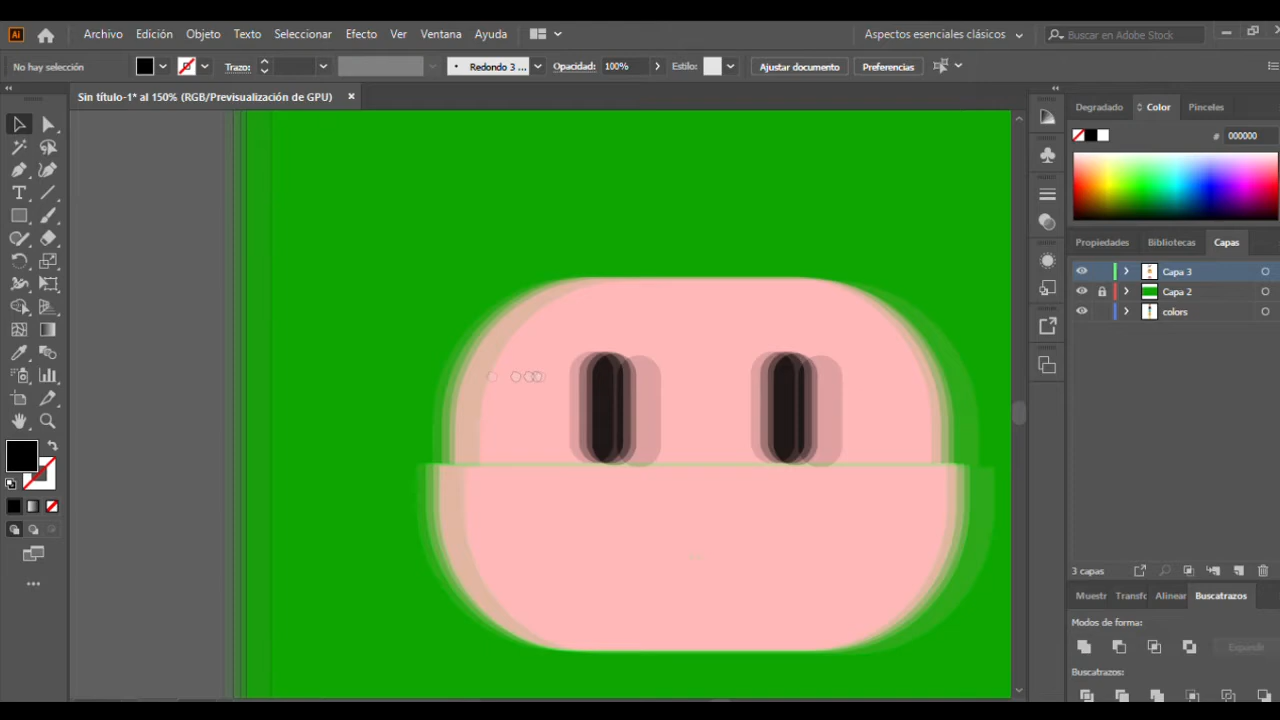 Ai Archivo Edición Objeto Texto Seleccionar Efecto Ver Ventana Ayuda Aspectos esenciales clásicos Buscar en Adobe Stock
No hay selección Trazo: Redondo 3 ... Opacidad: 100% Estilo: Ajustar documento Preferencias
Sin título-1* al 150% (RGB/Previsualización de GPU)
Degradado Color Pinceles
# 000000
Propiedades Bibliotecas Capas
Capa 3
Capa 2
colors
3 capas
Muestr Transfo Alinear Buscatrazos
Modos de forma:
Expandir
Buscatrazos: